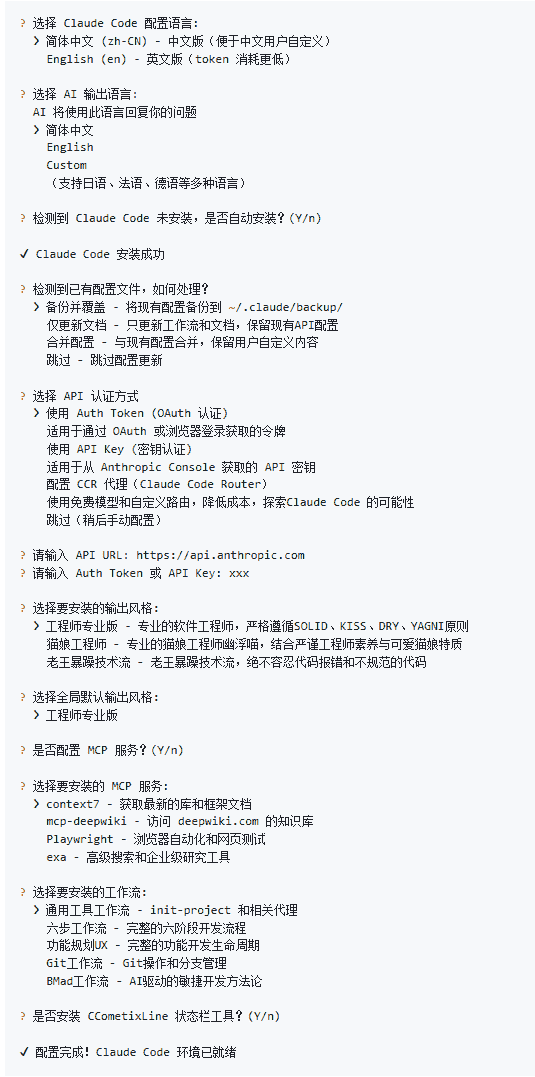 ? 选择 Claude Code 配置语言:
❯ 简体中文 (zh-CN) - 中文版（便于中文用户自定义）
English (en) - 英文版（token 消耗更低）
? 选择 AI 输出语言:
AI 将使用此语言回复你的问题
❯ 简体中文
English
Custom
（支持日语、法语、德语等多种语言）
? 检测到 Claude Code 未安装，是否自动安装？(Y/n)
✔ Claude Code 安装成功
? 检测到已有配置文件，如何处理？
❯ 备份并覆盖 - 将现有配置备份到 ~/.claude/backup/
仅更新文档 - 只更新工作流和文档，保留现有API配置
合并配置 - 与现有配置合并，保留用户自定义内容
跳过 - 跳过配置更新
? 选择 API 认证方式
❯ 使用 Auth Token (OAuth 认证)
适用于通过 OAuth 或浏览器登录获取的令牌
使用 API Key (密钥认证)
适用于从 Anthropic Console 获取的 API 密钥
配置 CCR 代理（Claude Code Router）
使用免费模型和自定义路由，降低成本，探索Claude Code 的可能性
跳过（稍后手动配置）
? 请输入 API URL: https://api.anthropic.com
? 请输入 Auth Token 或 API Key: xxx
? 选择要安装的输出风格:
❯ 工程师专业版 - 专业的软件工程师，严格遵循SOLID、KISS、DRY、YAGNI原则
猫娘工程师 - 专业的猫娘工程师幽浮喵，结合严谨工程师素养与可爱猫娘特质
老王暴躁技术流 - 老王暴躁技术流，绝不容忍代码报错和不规范的代码
? 选择全局默认输出风格:
❯ 工程师专业版
? 是否配置 MCP 服务？(Y/n)
? 选择要安装的 MCP 服务:
❯ context7 - 获取最新的库和框架文档
mcp-deepwiki - 访问 deepwiki.com 的知识库
Playwright - 浏览器自动化和网页测试
exa - 高级搜索和企业级研究工具
? 选择要安装的工作流:
❯ 通用工具工作流 - init-project 和相关代理
六步工作流 - 完整的六阶段开发流程
功能规划UX - 完整的功能开发生命周期
Git工作流 - Git操作和分支管理
BMad工作流 - AI驱动的敏捷开发方法论
? 是否安装 CCometixLine 状态栏工具？(Y/n)
✔ 配置完成！Claude Code 环境已就绪